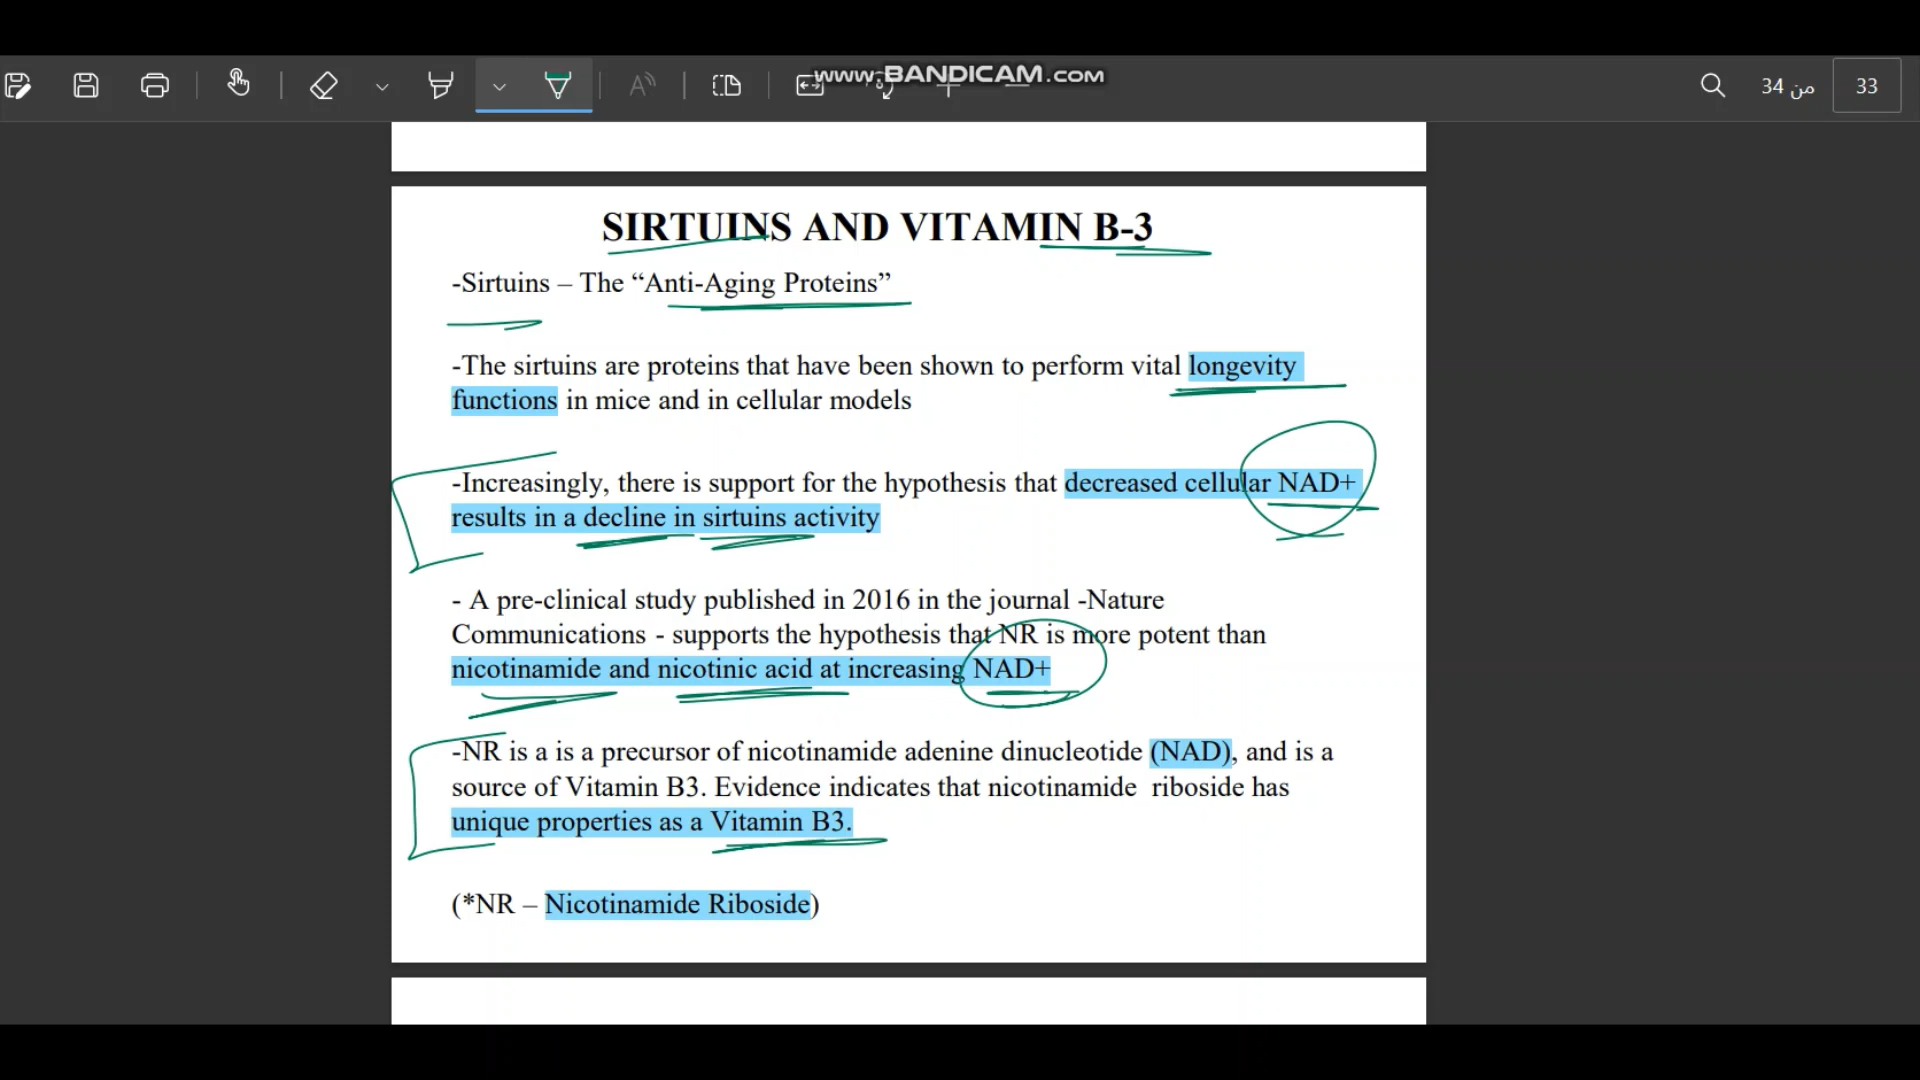 www.BANDICAM.com
34 من
33
SIRTUINS AND VITAMIN B-3
-Sirtuins – The “Anti-Aging Proteins”
-The sirtuins are proteins that have been shown to perform vital longevity
functions in mice and in cellular models
-Increasingly, there is support for the hypothesis that decreased cellular NAD+
results in a decline in sirtuins activity
- A pre-clinical study published in 2016 in the journal -Nature
Communications - supports the hypothesis that NR is more potent than
nicotinamide and nicotinic acid at increasing NAD+
-NR is a is a precursor of nicotinamide adenine dinucleotide (NAD), and is a
source of Vitamin B3. Evidence indicates that nicotinamide  riboside has
unique properties as a Vitamin B3.
(*NR – Nicotinamide Riboside)